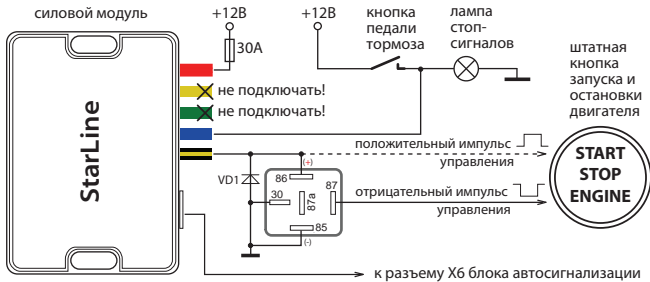 силовой модуль
+12В
30А
+12В
кнопка
педали
тормоза
лампа
стоп-
сигналов
штатная
кнопка
запуска и
остановки
двигателя
StarLine
не подключать!
не подключать!
положительный импульс
управления
START
STOP
ENGINE
VD1
(+)
86
87
30
87a
85
(-)
отрицательный импульс
управления
к разъему X6 блока автосигнализации